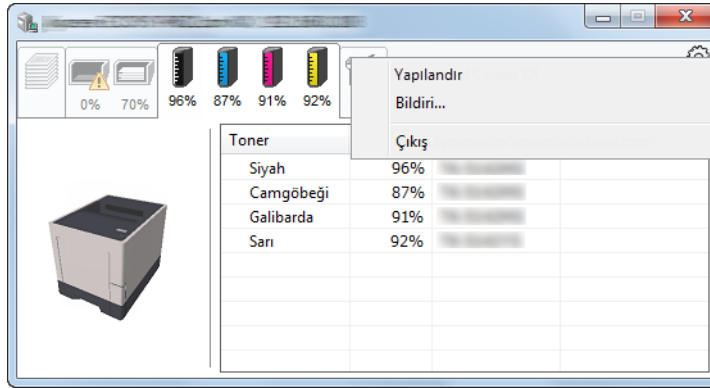 0% 70% 96% 87% 91% 92%
Yapılandır
Bildiri...
Çıkış
Toner
Siyah 96%
Camgöbeği 87%
Galibarda 91%
Sarı 92%